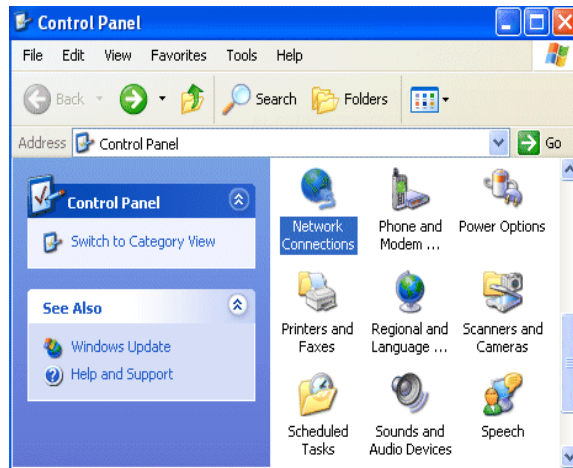 Control Panel
File Edit View Favorites Tools Help
Back Search Folders
Address Control Panel Go
Control Panel
Switch to Category View
See Also
Windows Update
Help and Support
Network Connections
Phone and Modem ...
Power Options
Printers and Faxes
Regional and Language ...
Scanners and Cameras
Scheduled Tasks
Sounds and Audio Devices
Speech